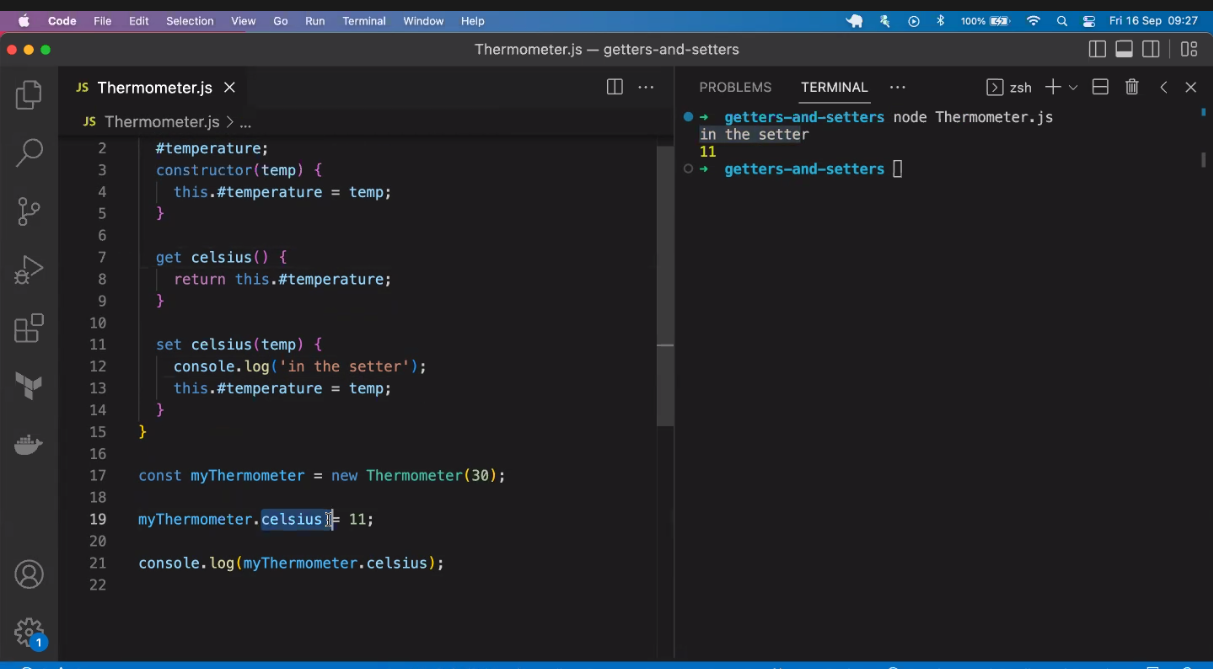 Code File Edit Selection View Go Run Terminal Window Help 100% Fri 16 Sep 09:27
Thermometer.js — getters-and-setters
JS Thermometer.js
JS Thermometer.js > ...
2 #temperature;
3 constructor(temp) {
4 this.#temperature = temp;
5 }
6
7 get celsius() {
8 return this.#temperature;
9 }
10
11 set celsius(temp) {
12 console.log('in the setter');
13 this.#temperature = temp;
14 }
15 }
16
17 const myThermometer = new Thermometer(30);
18
19 myThermometer.celsius = 11;
20
21 console.log(myThermometer.celsius);
22
1
PROBLEMS TERMINAL ... zsh
➜ getters-and-setters node Thermometer.js
in the setter
11
➜ getters-and-setters